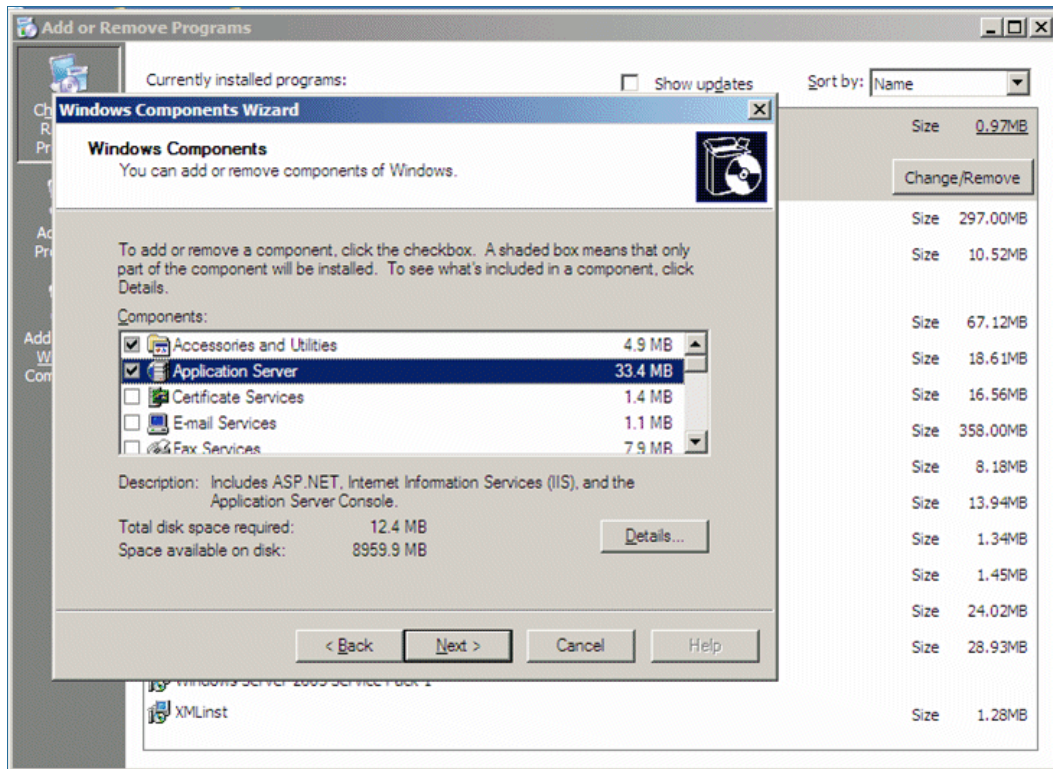 Add or Remove Programs
Currently installed programs:
Show updates
Sort by: Name
Size 0.97MB
Change/Remove
Windows Components Wizard
Windows Components
You can add or remove components of Windows.
To add or remove a component, click the checkbox. A shaded box means that only
part of the component will be installed. To see what's included in a component, click
Details.
Components:
Accessories and Utilities 4.9 MB
Application Server 33.4 MB
Certificate Services 1.4 MB
E-mail Services 1.1 MB
Fax Services 7.9 MB
Description: Includes ASP.NET, Internet Information Services (IIS), and the
Application Server Console.
Total disk space required: 12.4 MB
Space available on disk: 8959.9 MB
Details...
< Back
Next >
Cancel
Help
Size 297.00MB
Size 10.52MB
Size 67.12MB
Size 18.61MB
Size 16.56MB
Size 358.00MB
Size 8.18MB
Size 13.94MB
Size 1.34MB
Size 1.45MB
Size 24.02MB
Size 28.93MB
Windows Server 2003 Service Pack 1
XMLinst
Size 1.28MB